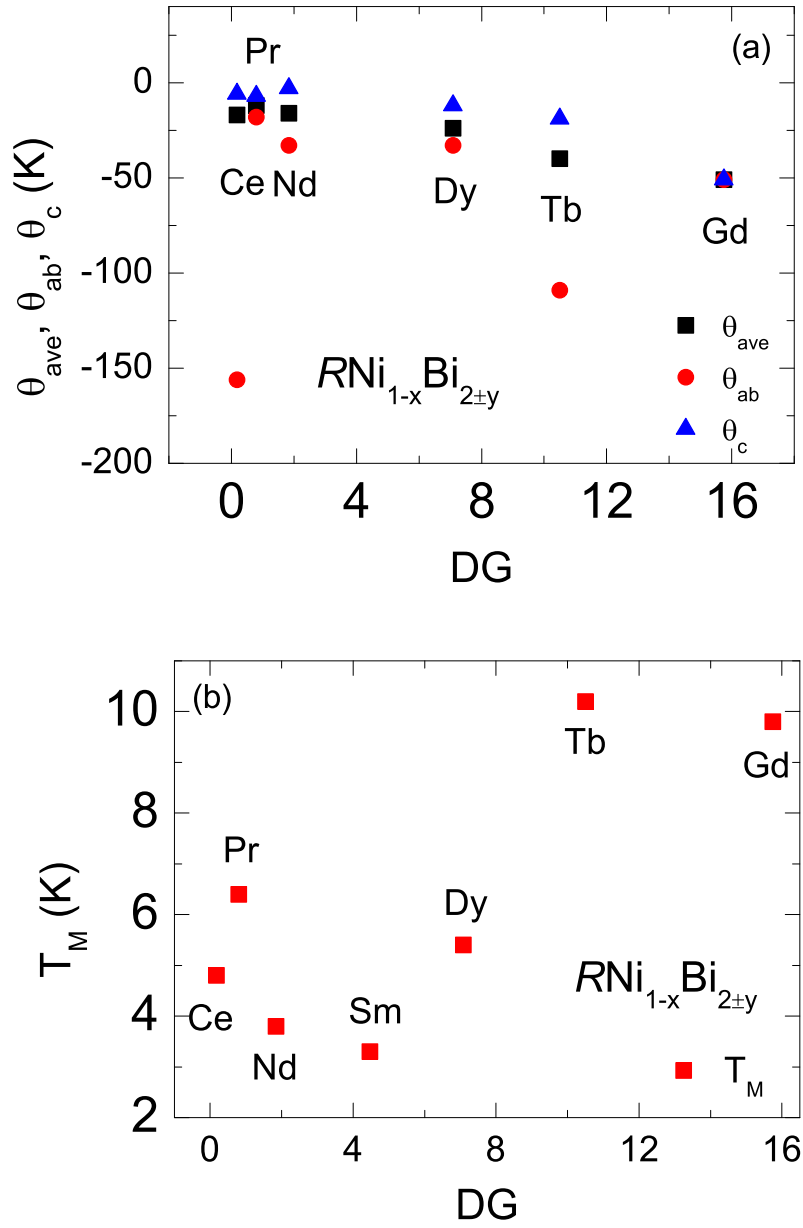 (a)
Pr
Ce Nd
Dy
Tb
Gd
θave, θab, θc (K)
0
-50
-100
-150
-200
RNi1-xBi2±y
θave
θab
θc
0 4 8 12 16
DG
(b)
Tb
Gd
Pr
Dy
Ce
Nd
Sm
RNi1-xBi2±y
TM
TM (K)
10
8
6
4
2
0 4 8 12 16
DG